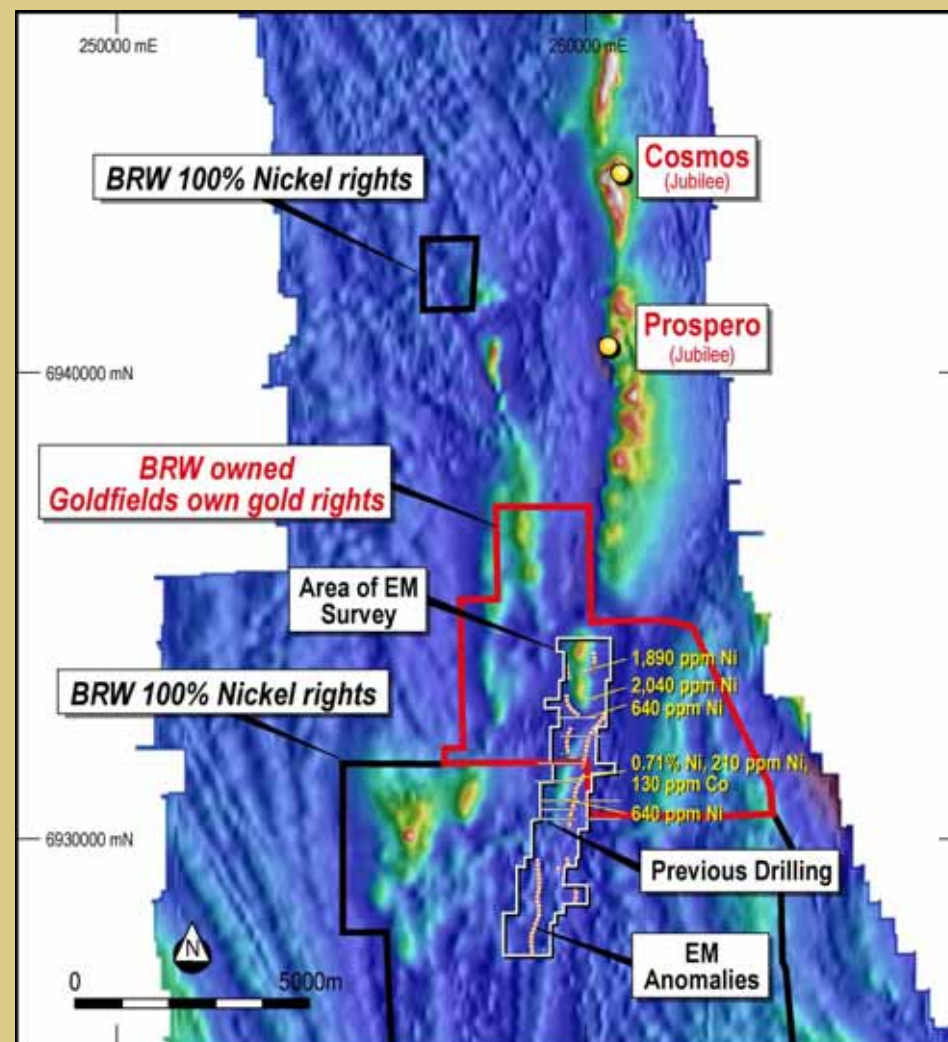 250000 mE
250000 mE
BRW 100% Nickel rights
Cosmos
(Jubilee)
Prospero
(Jubilee)
6940000 mN
BRW owned
Goldfields own gold rights
Area of EM
Survey
1,890 ppm Ni
BRW 100% Nickel rights
2,040 ppm Ni
640 ppm Ni
0.71% Ni, 210 ppm Ni,
130 ppm Co
640 ppm Ni
6930000 mN
Previous Drilling
N
EM
Anomalies
0
5000m